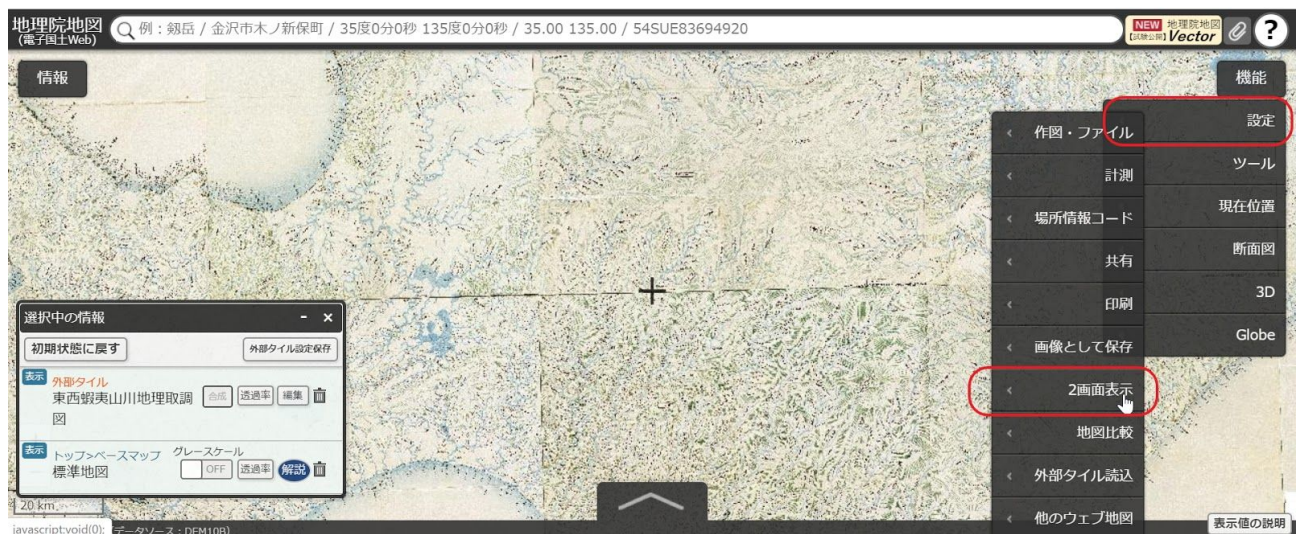 地理院地図
(電子国土Web)
例：剱岳 / 金沢市木ノ新保町 / 35度0分0秒 135度0分0秒 / 35.00 135.00 / 54SUE83694920
NEW 地理院地図
【試験公開】Vector
?
情報
機能
設定
ツール
現在位置
断面図
3D
Globe
作図・ファイル
計測
場所情報コード
共有
印刷
画像として保存
2画面表示
地図比較
外部タイル読込
他のウェブ地図
選択中の情報 - ×
初期状態に戻す 外部タイル設定保存
表示 外部タイル
東西蝦夷山川地理取調 合成 透過率 編集
図
表示 トップ>ベースマップ グレースケール
標準地図 OFF 透過率 解説
20 km
javascript:void(0); (データソース：DEM10B)
表示値の説明